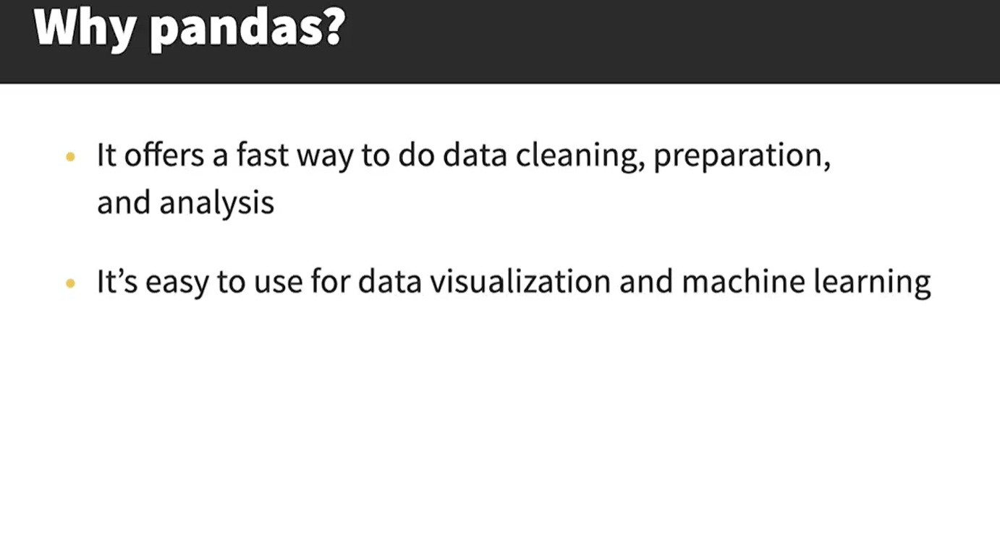 Why pandas?
• It offers a fast way to do data cleaning, preparation,
and analysis
• It’s easy to use for data visualization and machine learning